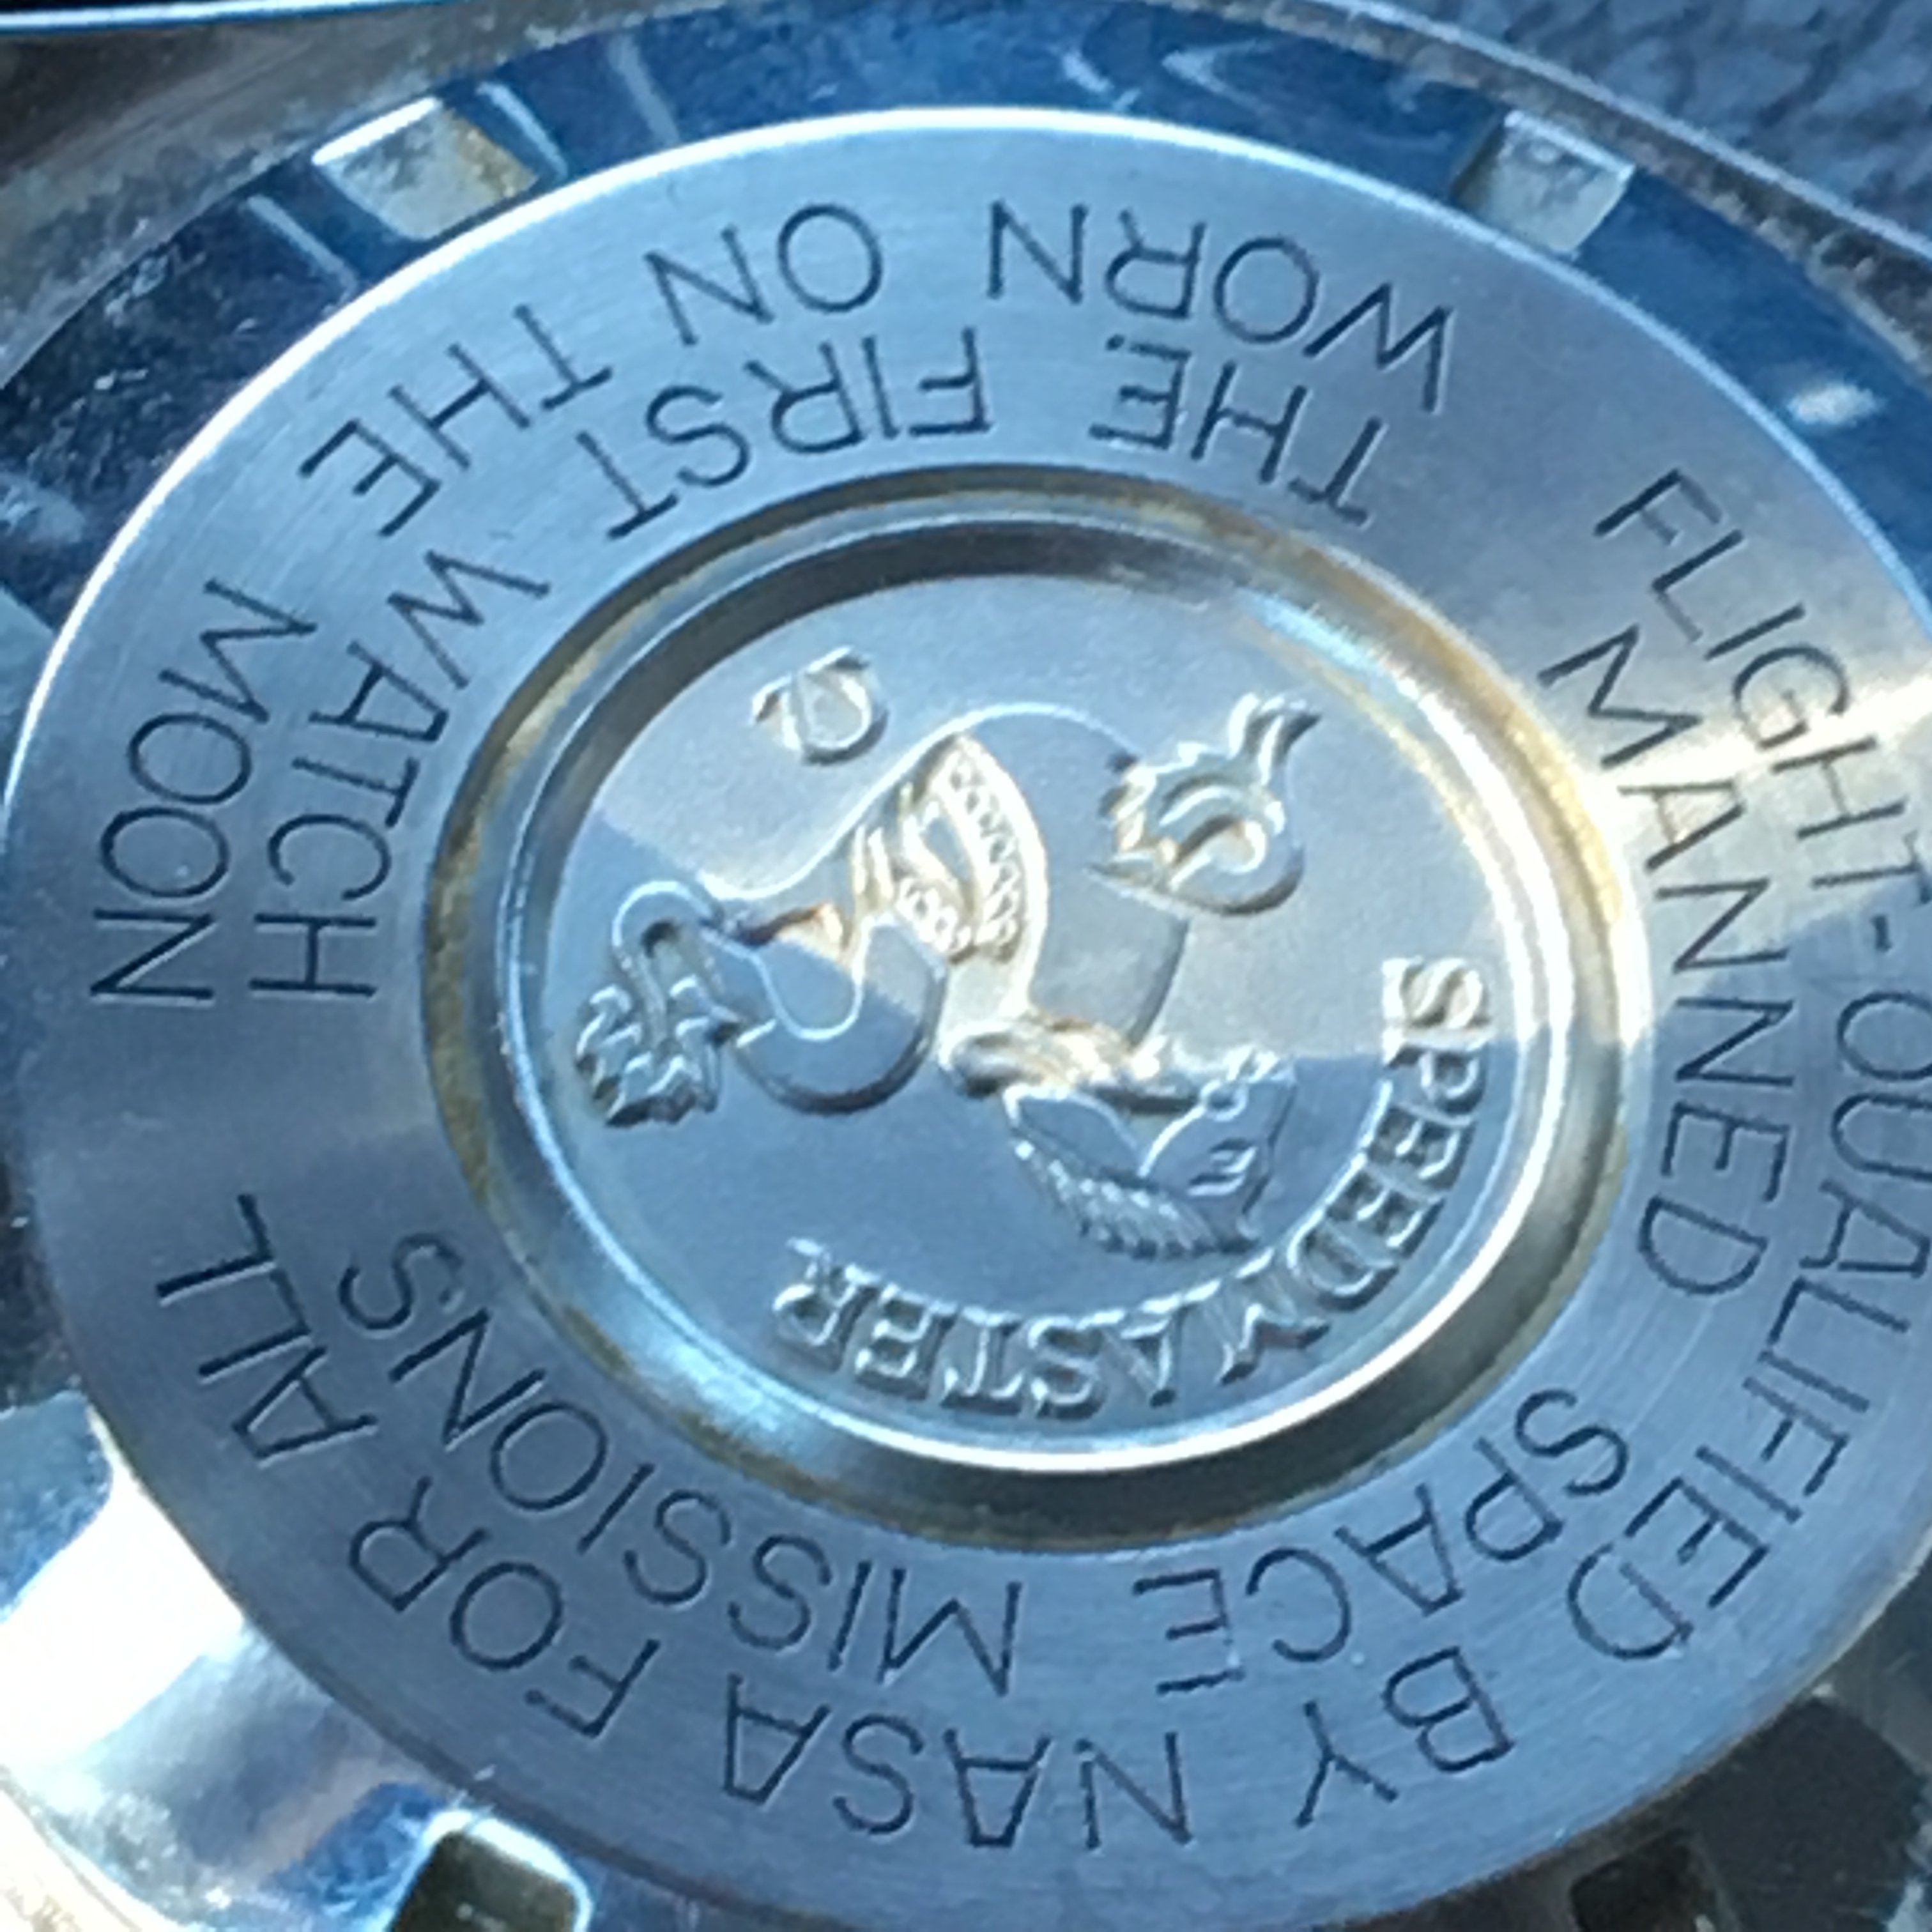 FLIGHT-QUALIFIED BY NASA FOR ALL
MANNED SPACE MISSIONS
SPEEDMASTER
THE FIRST WATCH
WORN ON THE MOON